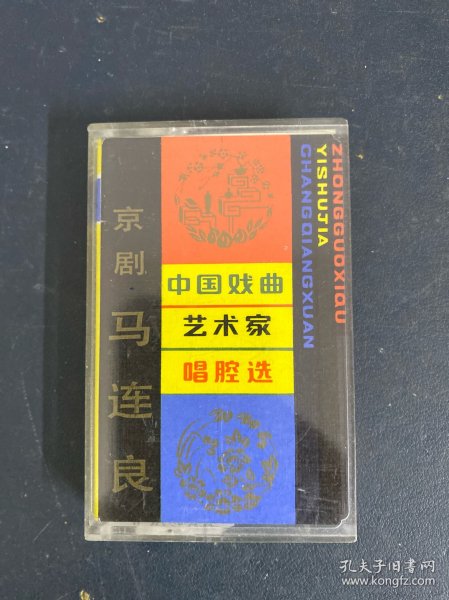 京剧
马连良
中国戏曲
艺术家
唱腔选
ZHONGGUOXIQU
YISHUJIA
CHANGQIANGXUAN
孔夫子旧书网
www.kongfz.com